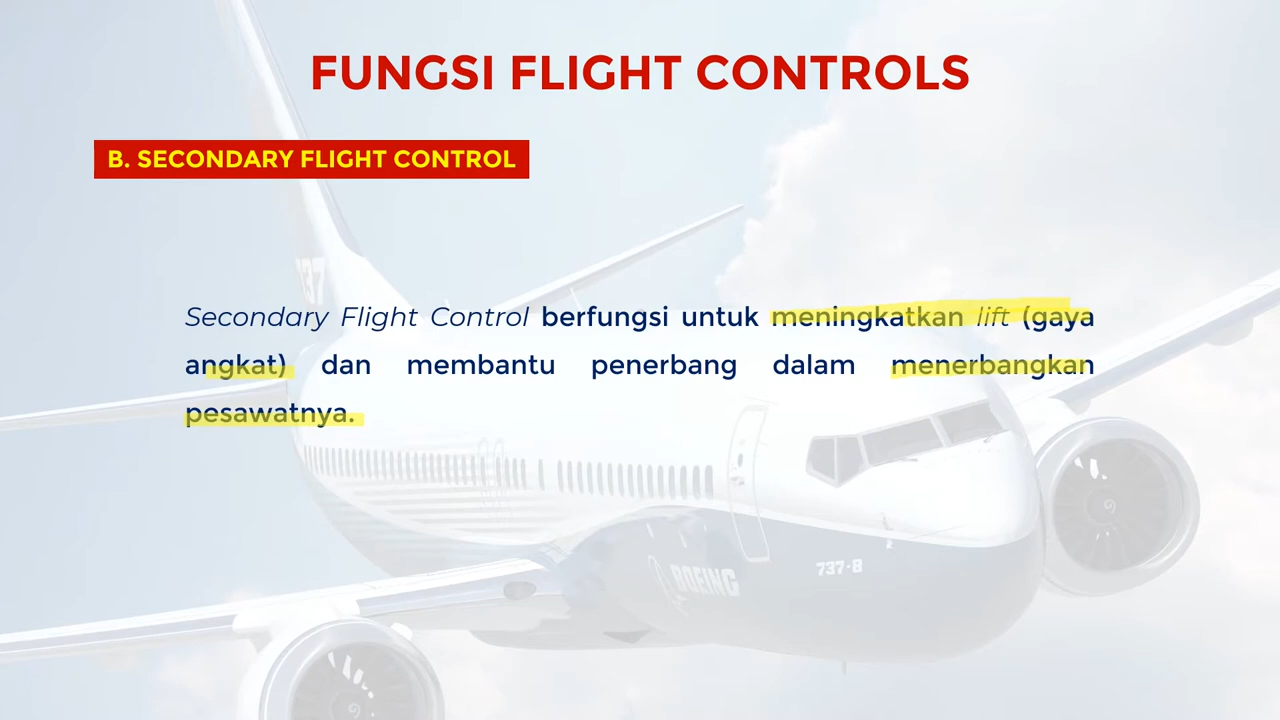 FUNGSI FLIGHT CONTROLS
B. SECONDARY FLIGHT CONTROL
Secondary Flight Control berfungsi untuk meningkatkan lift (gaya
angkat) dan membantu penerbang dalam menerbangkan
pesawatnya.
737
BOEING
737-8